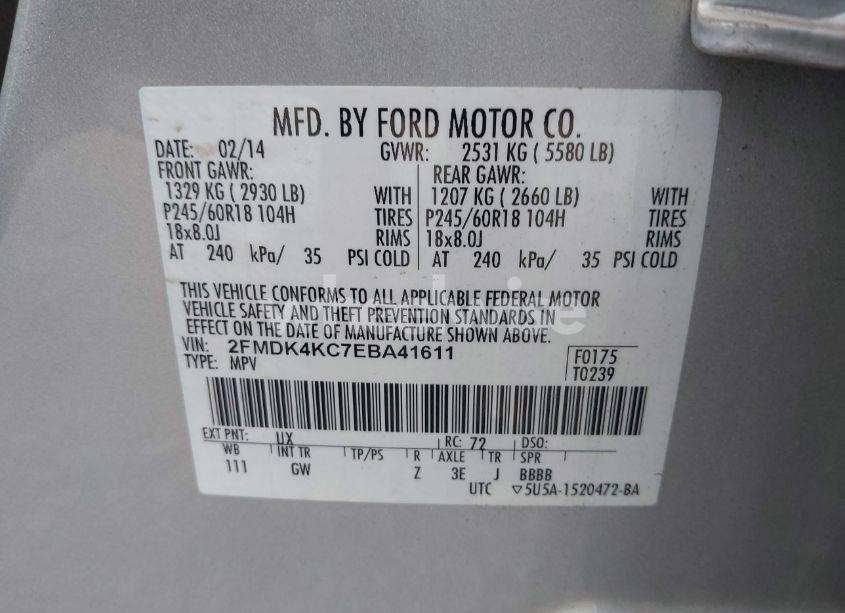 MFD. BY FORD MOTOR CO.
DATE: 02/14 GVWR: 2531 KG ( 5580 LB)
FRONT GAWR: REAR GAWR:
1329 KG ( 2930 LB) WITH 1207 KG ( 2660 LB) WITH
P245/60R18 104H TIRES P245/60R18 104H TIRES
18x8.0J RIMS 18x8.0J RIMS
AT 240 kPa/ 35 PSI COLD AT 240 kPa/ 35 PSI COLD
THIS VEHICLE CONFORMS TO ALL APPLICABLE FEDERAL MOTOR
VEHICLE SAFETY AND THEFT PREVENTION STANDARDS IN
EFFECT ON THE DATE OF MANUFACTURE SHOWN ABOVE.
VIN: 2FMDK4KC7EBA41611 F0175
TYPE: MPV T0239
EXT PNT: UX RC: 72 DSO:
WB INT TR TP/PS R AXLE TR SPR
111 GW Z 3E J BBBB
UTC ▽5U5A-1520472-BA